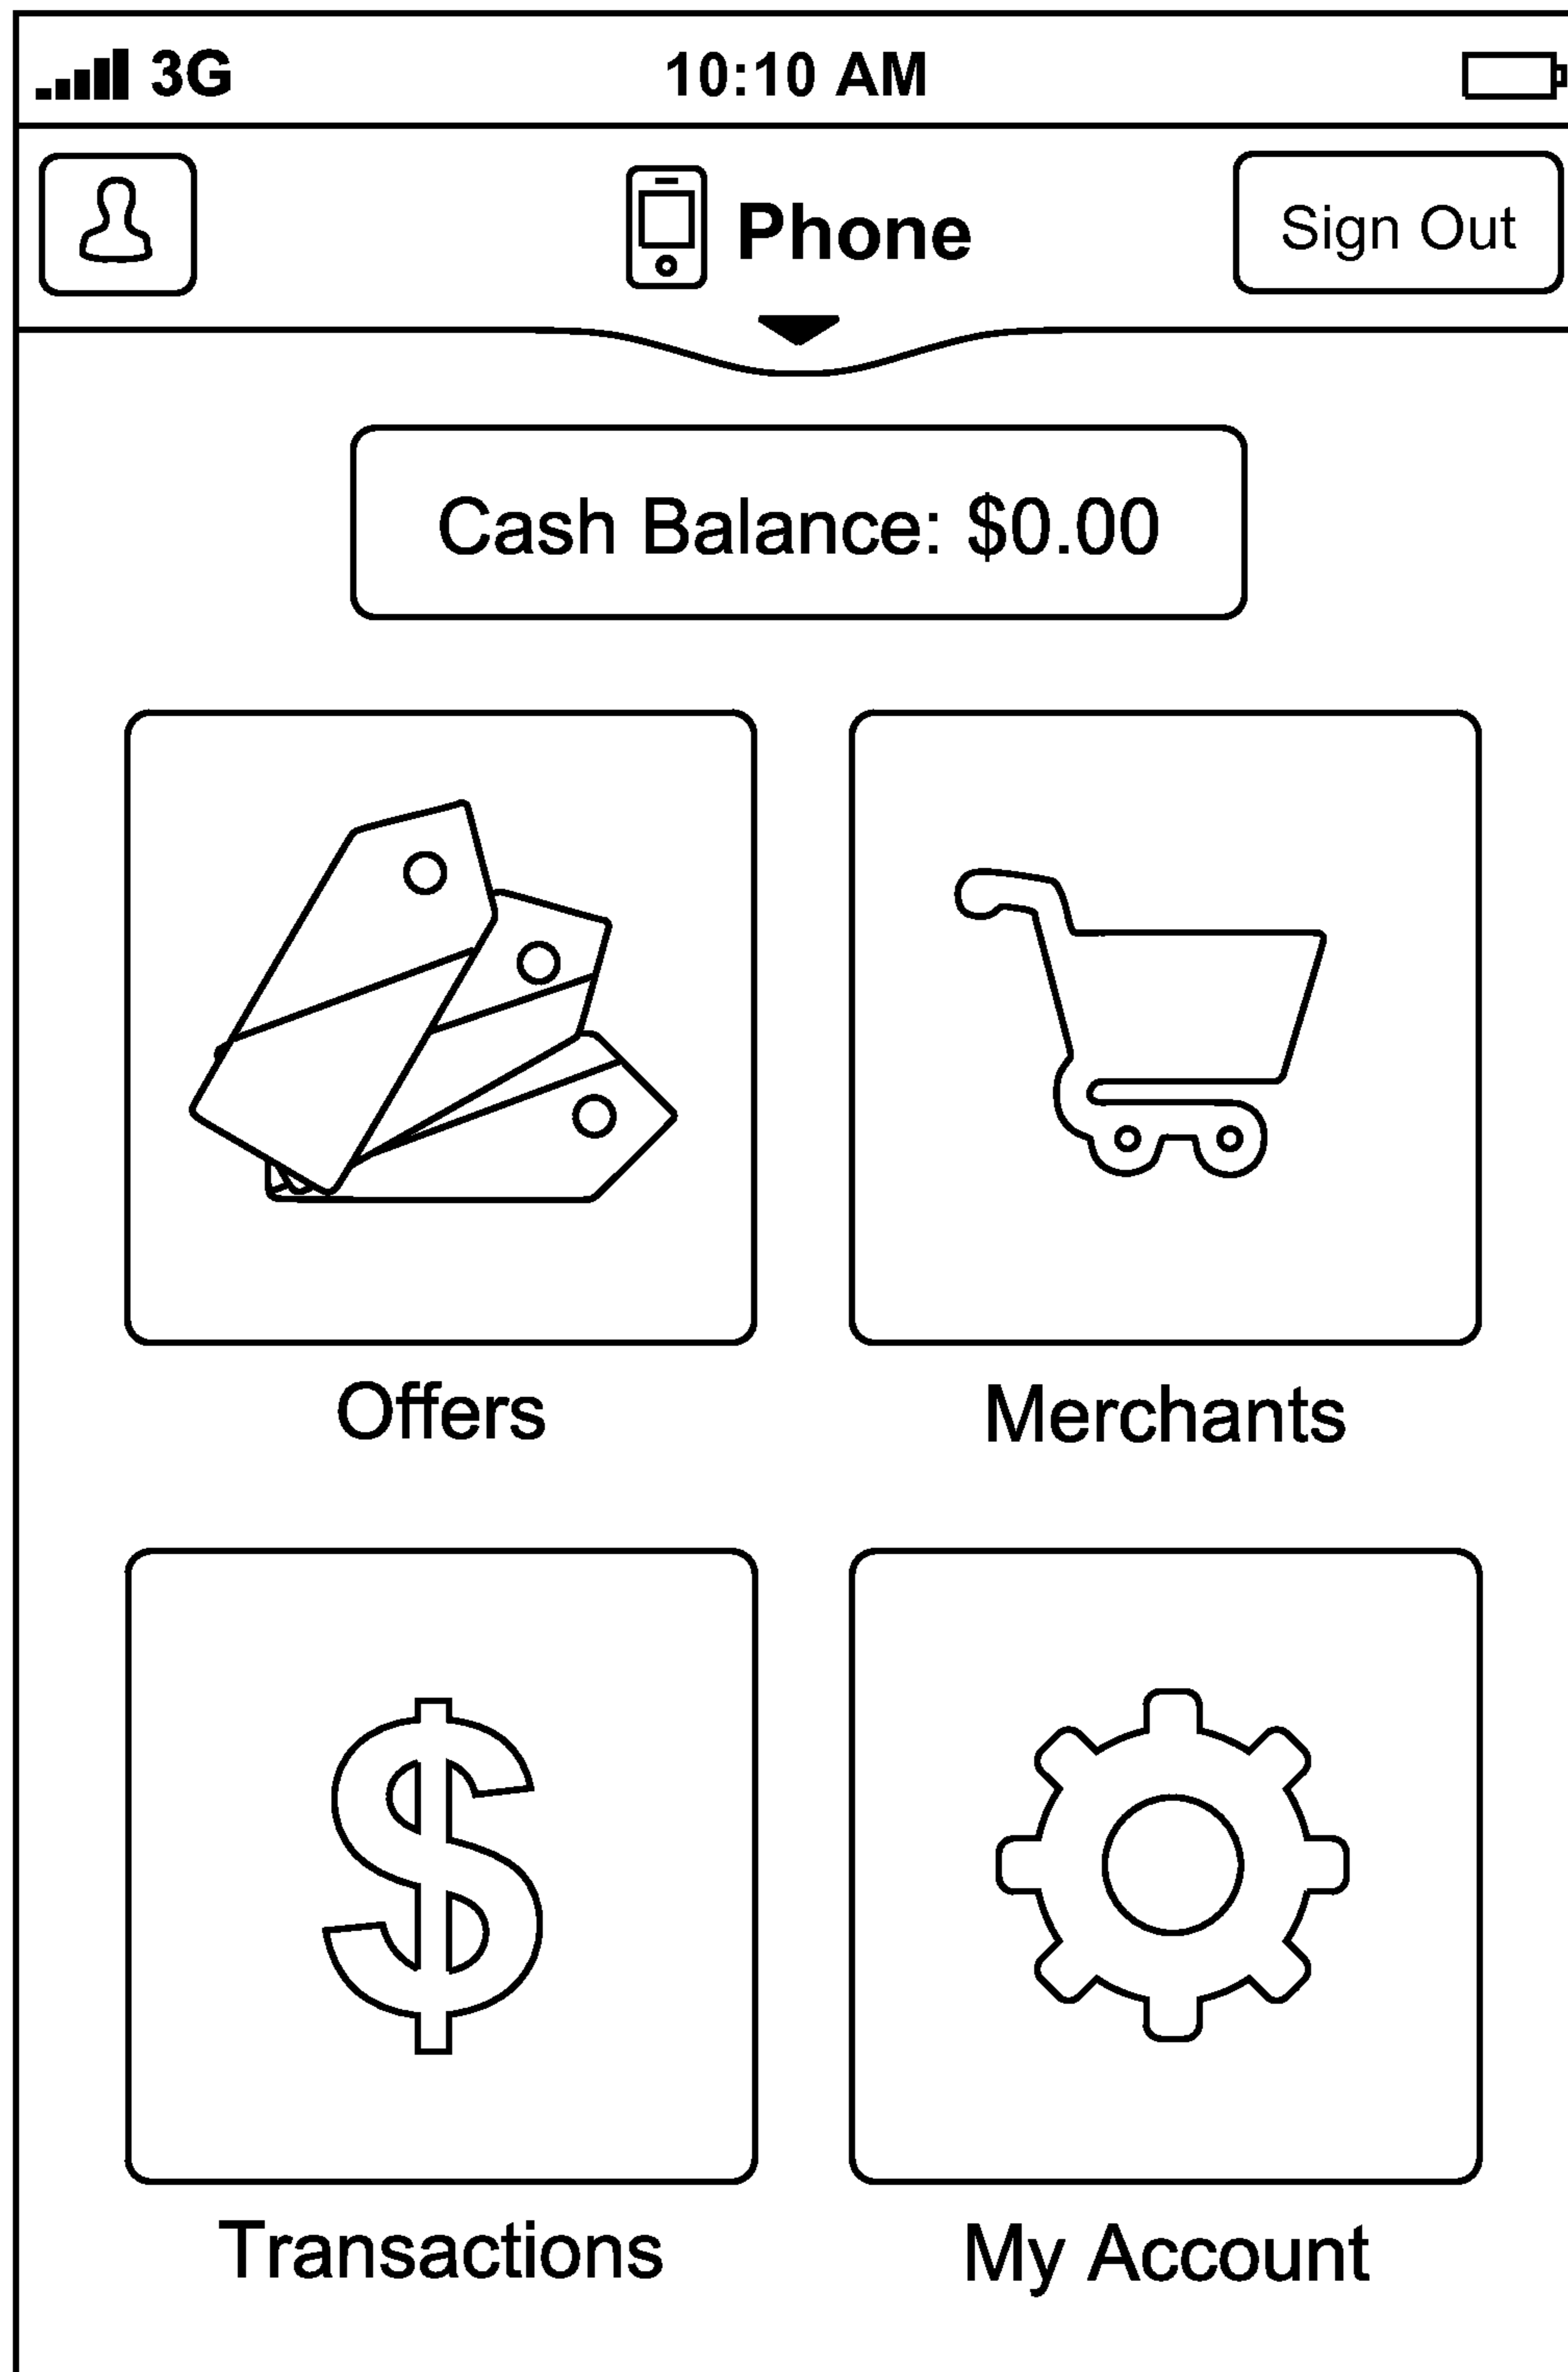 3G 10:10 AM
Phone Sign Out
Cash Balance: $0.00
Offers Merchants
Transactions My Account